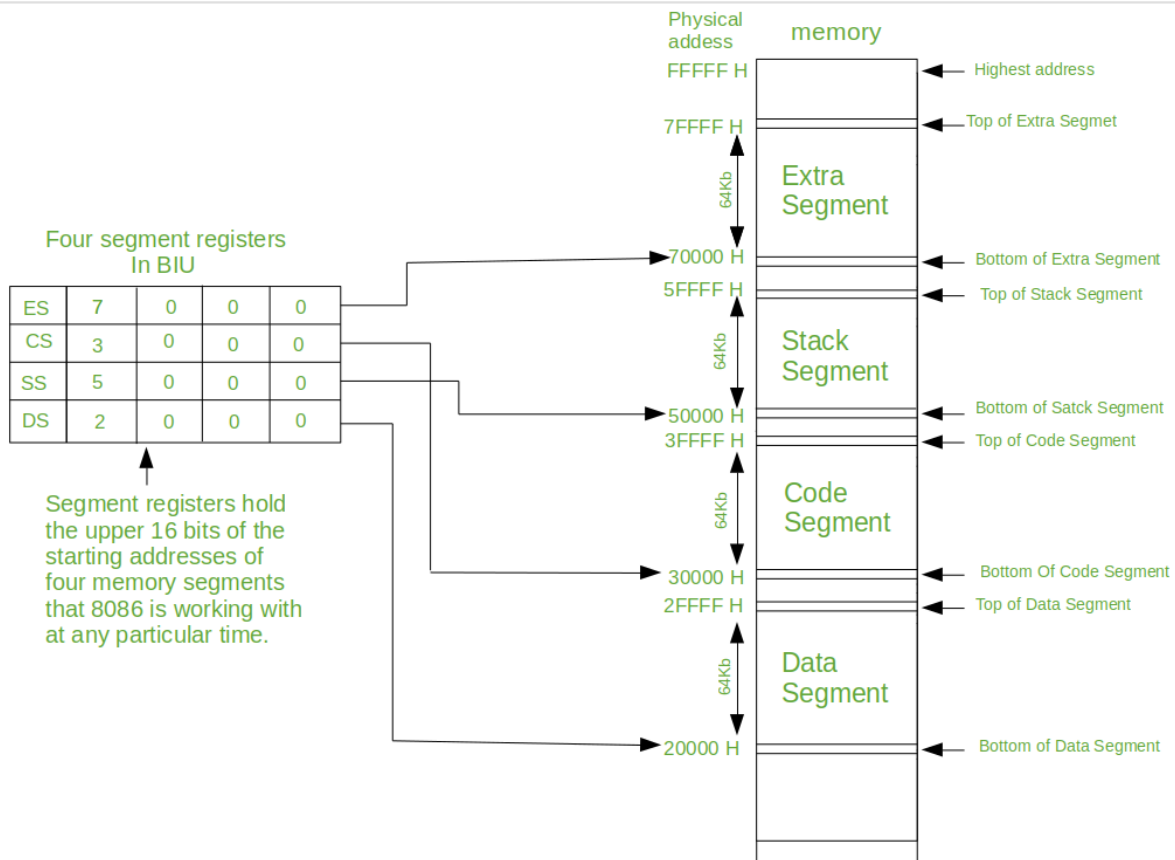 Physical
addess
memory
FFFFF H
Highest address
7FFFF H
Top of Extra Segmet
64Kb
Extra
Segment
Four segment registers
In BIU
70000 H
Bottom of Extra Segment
5FFFF H
Top of Stack Segment
ES 7 0 0 0
CS 3 0 0 0
SS 5 0 0 0
DS 2 0 0 0
64Kb
Stack
Segment
50000 H
Bottom of Satck Segment
3FFFF H
Top of Code Segment
Segment registers hold
the upper 16 bits of the
starting addresses of
four memory segments
that 8086 is working with
at any particular time.
64Kb
Code
Segment
30000 H
Bottom Of Code Segment
2FFFF H
Top of Data Segment
64Kb
Data
Segment
20000 H
Bottom of Data Segment